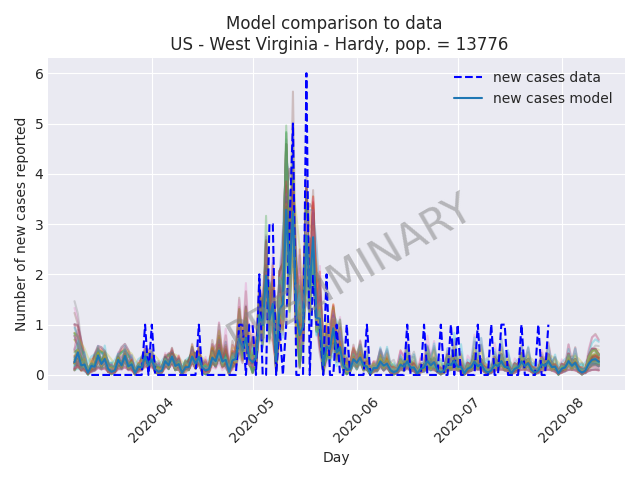 Model comparison to data
US - West Virginia - Hardy, pop. = 13776
new cases data
new cases model
PRELIMINARY
Number of new cases reported
6
5
4
3
2
1
0
2020-04
2020-05
2020-06
2020-07
2020-08
Day